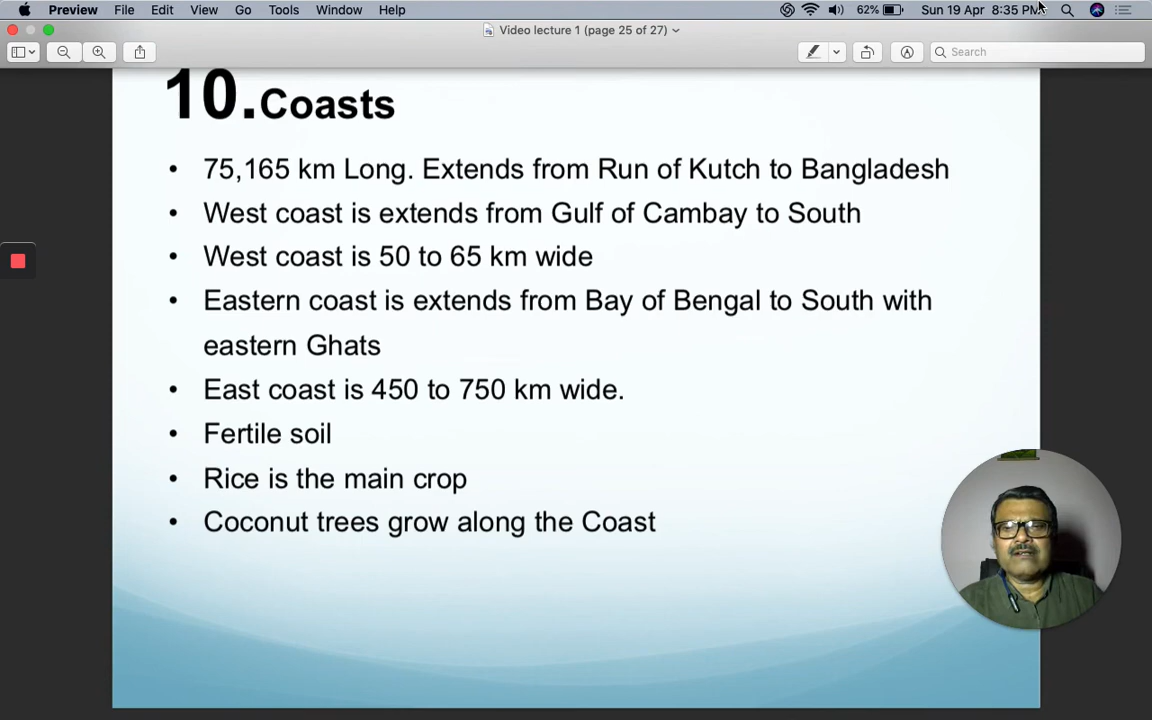 Preview File Edit View Go Tools Window Help 62% Sun 19 Apr 8:35 PM
Video lecture 1 (page 25 of 27)
Search
10.Coasts
• 75,165 km Long. Extends from Run of Kutch to Bangladesh
• West coast is extends from Gulf of Cambay to South
• West coast is 50 to 65 km wide
• Eastern coast is extends from Bay of Bengal to South with
eastern Ghats
• East coast is 450 to 750 km wide.
• Fertile soil
• Rice is the main crop
• Coconut trees grow along the Coast